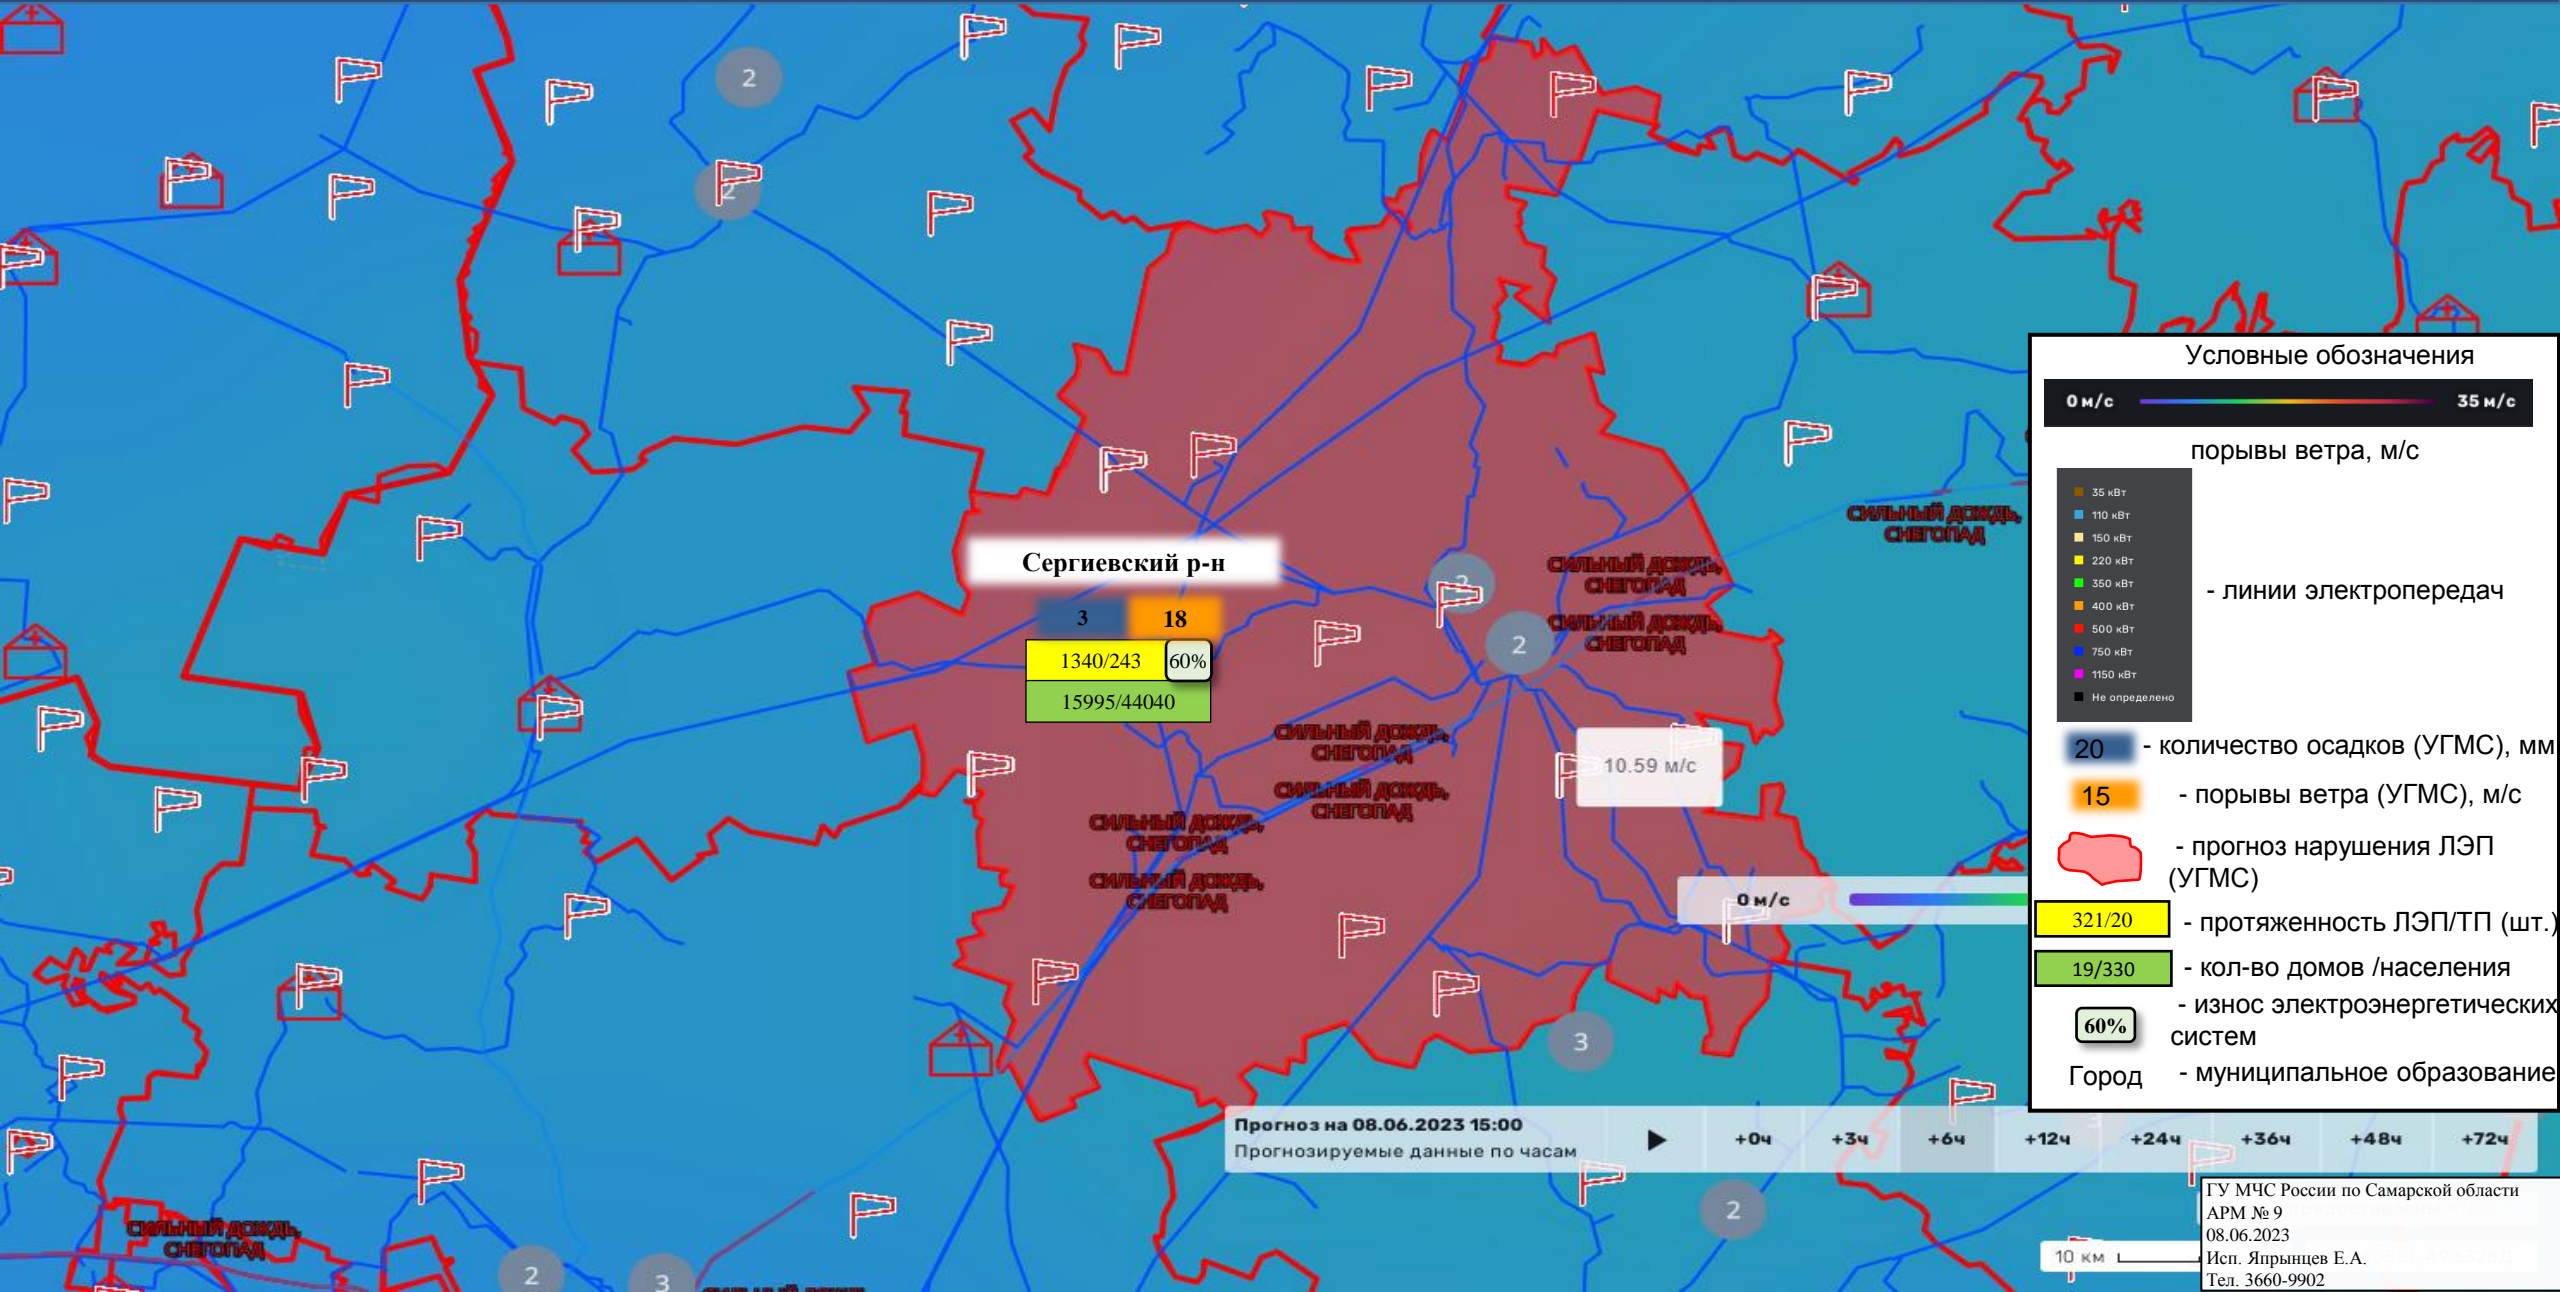 2
2
Условные обозначения
0 м/с
35 м/с
порывы ветра, м/с
35 кВт
110 кВт
150 кВт
220 кВт
350 кВт
400 кВт
500 кВт
750 кВт
1150 кВт
Не определено
- линии электропередач
20
- количество осадков (УГМС), мм
15
- порывы ветра (УГМС), м/с
- прогноз нарушения ЛЭП
(УГМС)
321/20
- протяженность ЛЭП/ТП (шт.)
19/330
- кол-во домов /населения
60%
- износ электроэнергетических
систем
Город
- муниципальное образование
СИЛЬНЫЙ ДОЖДЬ,
СНЕГОПАД
Сергиевский р-н
3
18
1340/243
60%
15995/44040
СИЛЬНЫЙ ДОЖДЬ,
СНЕГОПАД
2
СИЛЬНЫЙ ДОЖДЬ,
СНЕГОПАД
2
СИЛЬНЫЙ ДОЖДЬ,
СНЕГОПАД
10.59 м/с
СИЛЬНЫЙ ДОЖДЬ,
СНЕГОПАД
СИЛЬНЫЙ ДОЖДЬ,
СНЕГОПАД
СИЛЬНЫЙ ДОЖДЬ,
СНЕГОПАД
0 м/с
3
Прогноз на 08.06.2023 15:00
Прогнозируемые данные по часам
+0ч
+3ч
+6ч
+12ч
+24ч
+36ч
+48ч
+72ч
2
СИЛЬНЫЙ ДОЖДЬ,
СНЕГОПАД
2
3
10 км
ГУ МЧС России по Самарской области
АРМ № 9
08.06.2023
Исп. Япрынцев Е.А.
Тел. 3660-9902